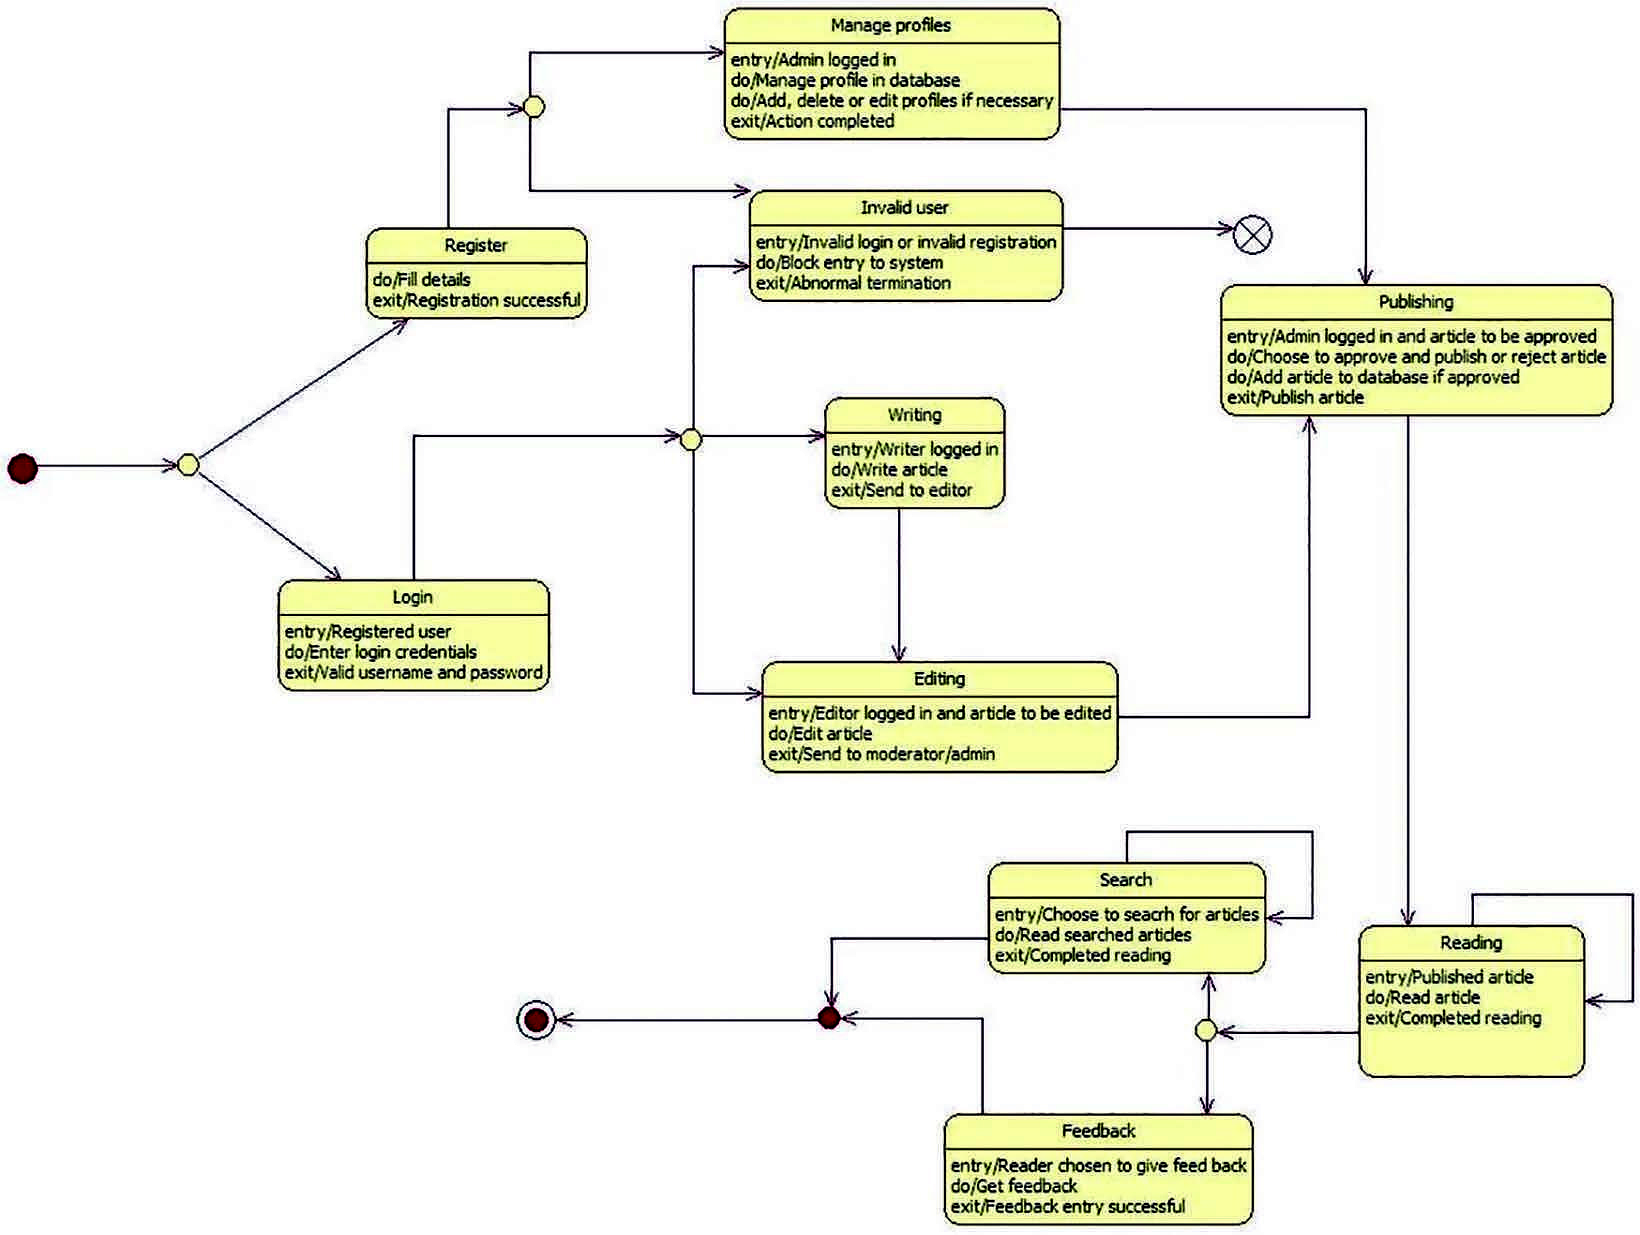 Manage profiles
entry/Admin logged in
do/Manage profile in database
do/Add, delete or edit profiles if necessary
exit/Action completed
Invalid user
entry/Invalid login or invalid registration
do/Block entry to system
exit/Abnormal termination
Register
do/Fill details
exit/Registration successful
Publishing
entry/Admin logged in and article to be approved
do/Choose to approve and publish or reject article
do/Add article to database if approved
exit/Publish article
Writing
entry/Writer logged in
do/Write article
exit/Send to editor
Login
entry/Registered user
do/Enter login credentials
exit/Valid username and password
Editing
entry/Editor logged in and article to be edited
do/Edit article
exit/Send to moderator/admin
Search
entry/Choose to seacrh for articles
do/Read searched articles
exit/Completed reading
Reading
entry/Published article
do/Read article
exit/Completed reading
Feedback
entry/Reader chosen to give feed back
do/Get feedback
exit/Feedback entry successful